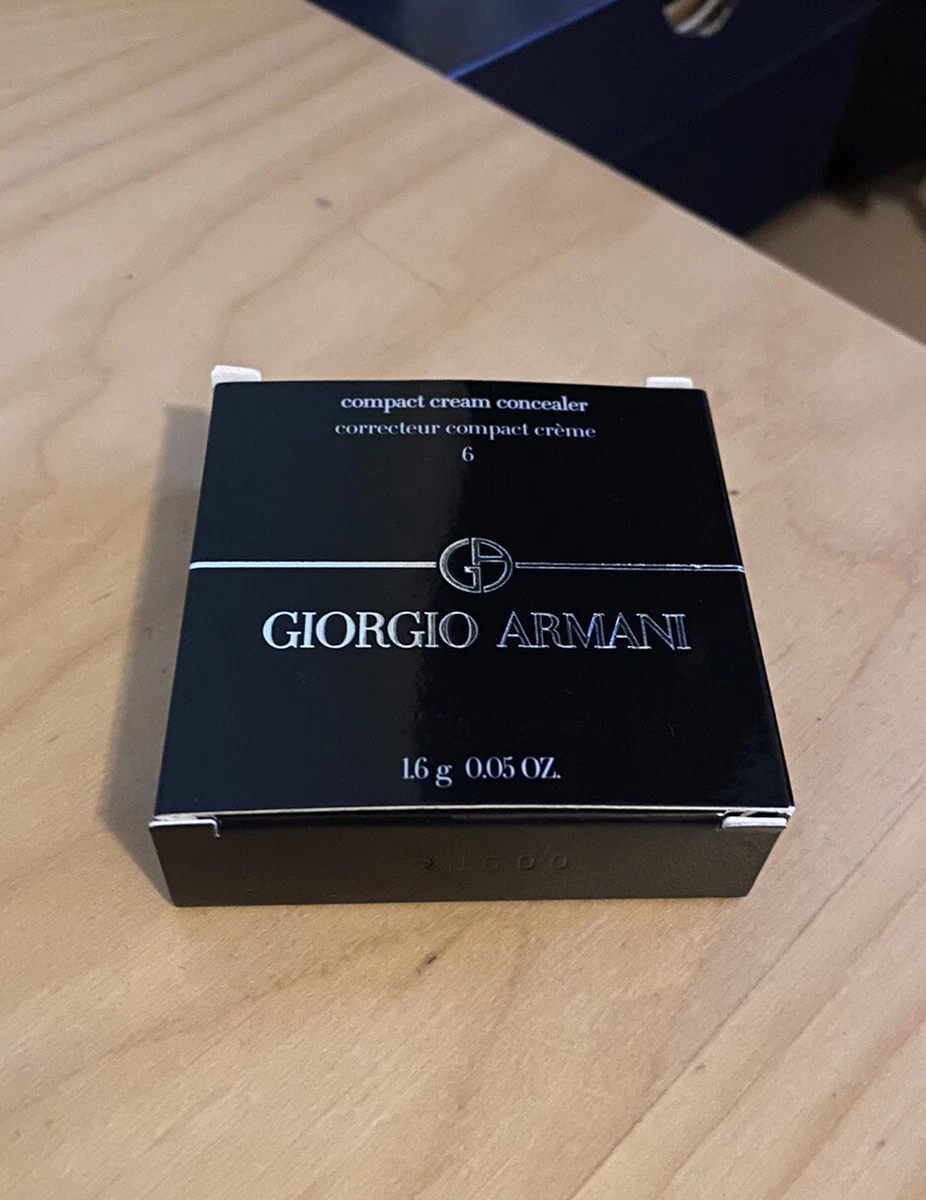 compact cream concealer
correcteur compact crème
6
GIORGIO ARMANI
1.6 g 0.05 OZ.